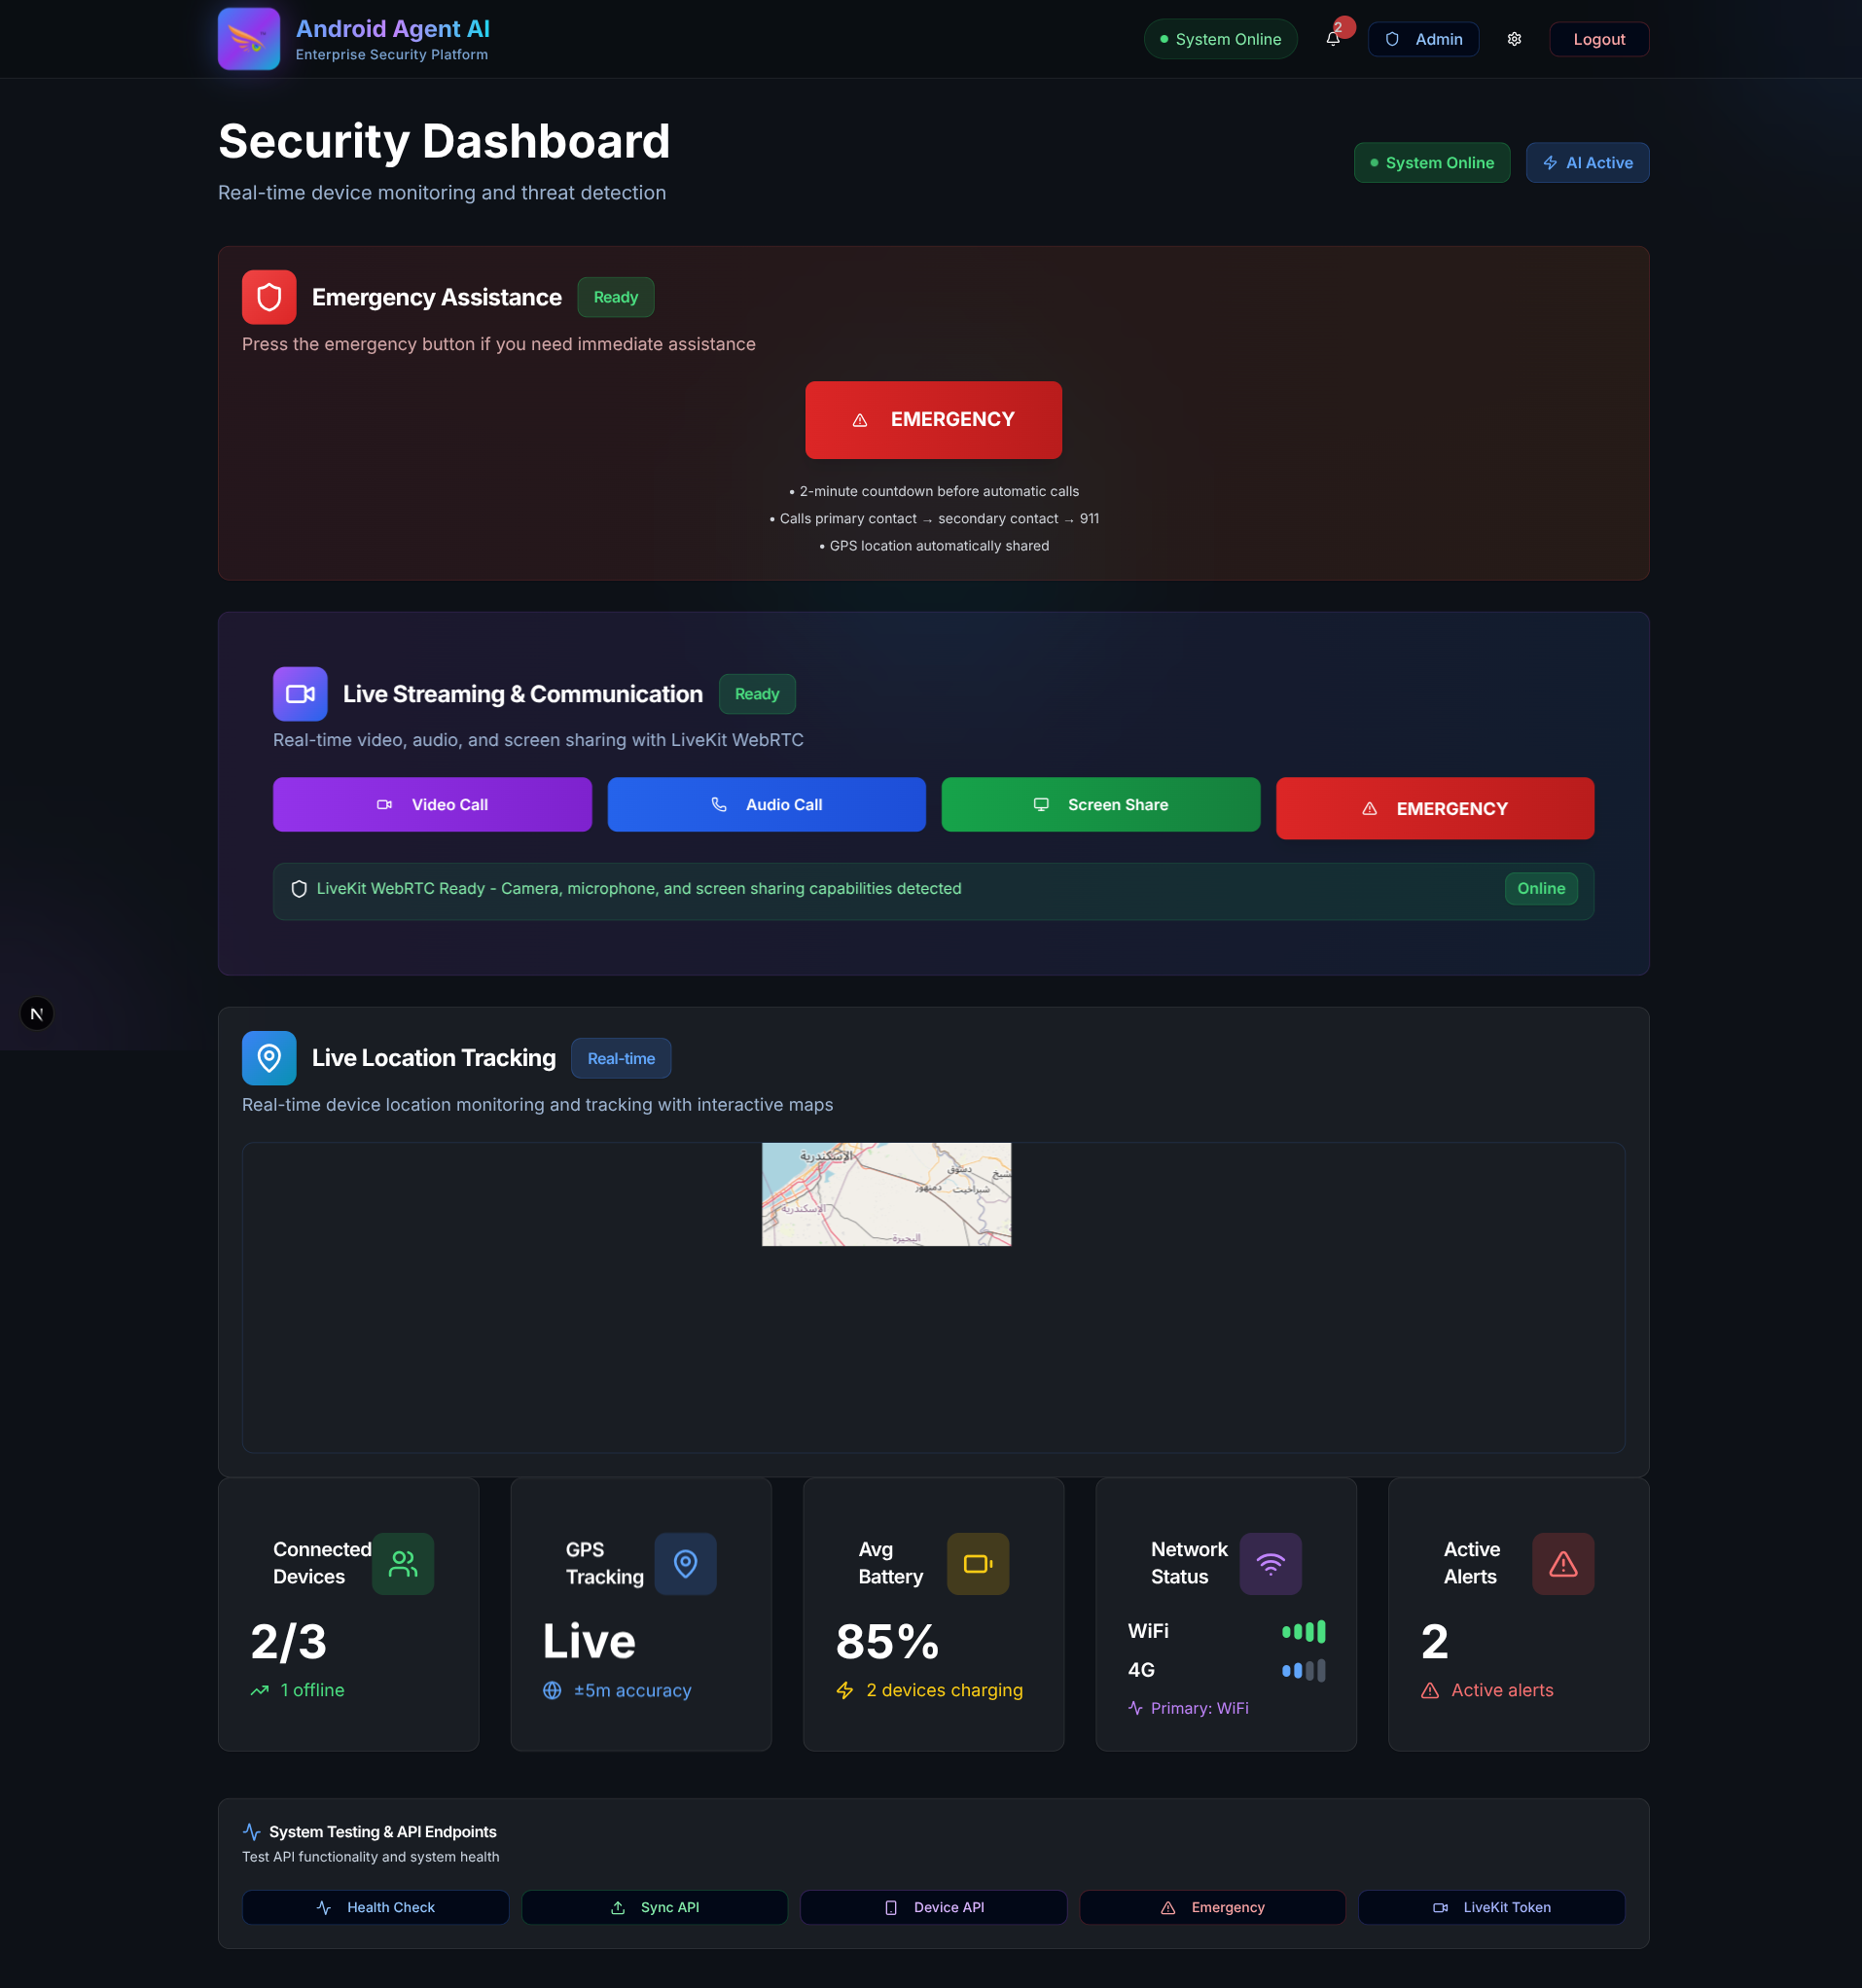 Android Agent AI
Enterprise Security Platform
System Online
2
Admin
Logout
Security Dashboard
Real-time device monitoring and threat detection
System Online
AI Active
Emergency Assistance
Ready
Press the emergency button if you need immediate assistance
EMERGENCY
• 2-minute countdown before automatic calls
• Calls primary contact → secondary contact → 911
• GPS location automatically shared
Live Streaming & Communication
Ready
Real-time video, audio, and screen sharing with LiveKit WebRTC
Video Call
Audio Call
Screen Share
EMERGENCY
LiveKit WebRTC Ready - Camera, microphone, and screen sharing capabilities detected
Online
N
Live Location Tracking
Real-time
Real-time device location monitoring and tracking with interactive maps
الإسكندرية
دسوق
شيخ
دمنهور
شبراخيت
الإسكندرية
البحيرة
Connected
Devices
2/3
1 offline
GPS
Tracking
Live
±5m accuracy
Avg
Battery
85%
2 devices charging
Network
Status
WiFi
4G
Primary: WiFi
Active
Alerts
2
Active alerts
System Testing & API Endpoints
Test API functionality and system health
Health Check
Sync API
Device API
Emergency
LiveKit Token